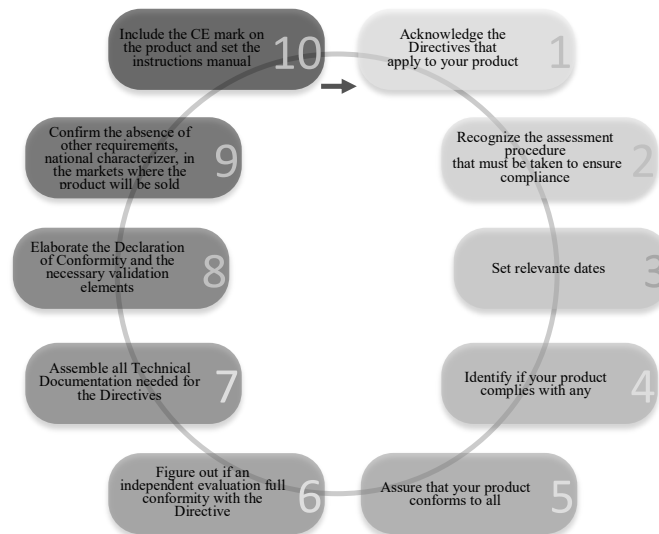 Include the CE mark on
the product and set the
instructions manual
10
Acknowledge the
Directives that
apply to your product
1
Recognize the assessment
procedure
that must be taken to ensure
compliance
2
Set relevante dates
3
Identify if your product
complies with any
4
Assure that your product
conforms to all
5
Figure out if an
independent evaluation full
conformity with the
Directive
6
Assemble all Technical
Documentation needed for
the Directives
7
Elaborate the Declaration
of Conformity and the
necessary validation
elements
8
Confirm the absence of
other requirements,
national characterizer, in
the markets where the
product will be sold
9